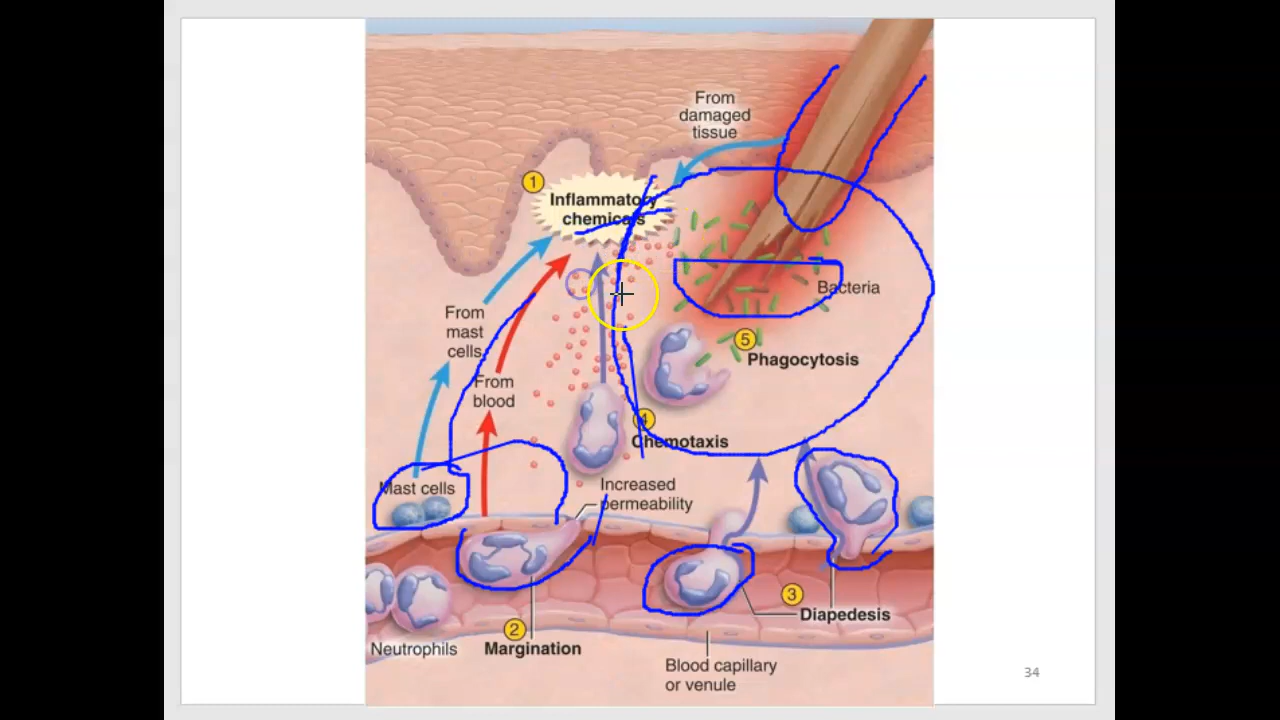 From
damaged
tissue
1
Inflammatory
chemicals
Bacteria
From
mast
cells
5
Phagocytosis
From
blood
4
Chemotaxis
Mast cells
Increased
permeability
3
Diapedesis
2
Neutrophils
Margination
Blood capillary
or venule
34